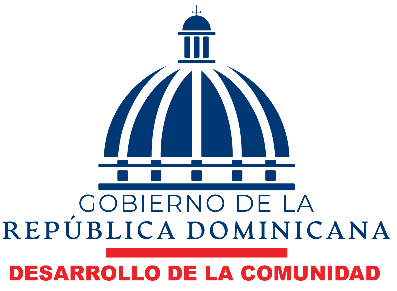 GOBIERNO DE LA
REPÚBLICA DOMINICANA
DESARROLLO DE LA COMUNIDAD